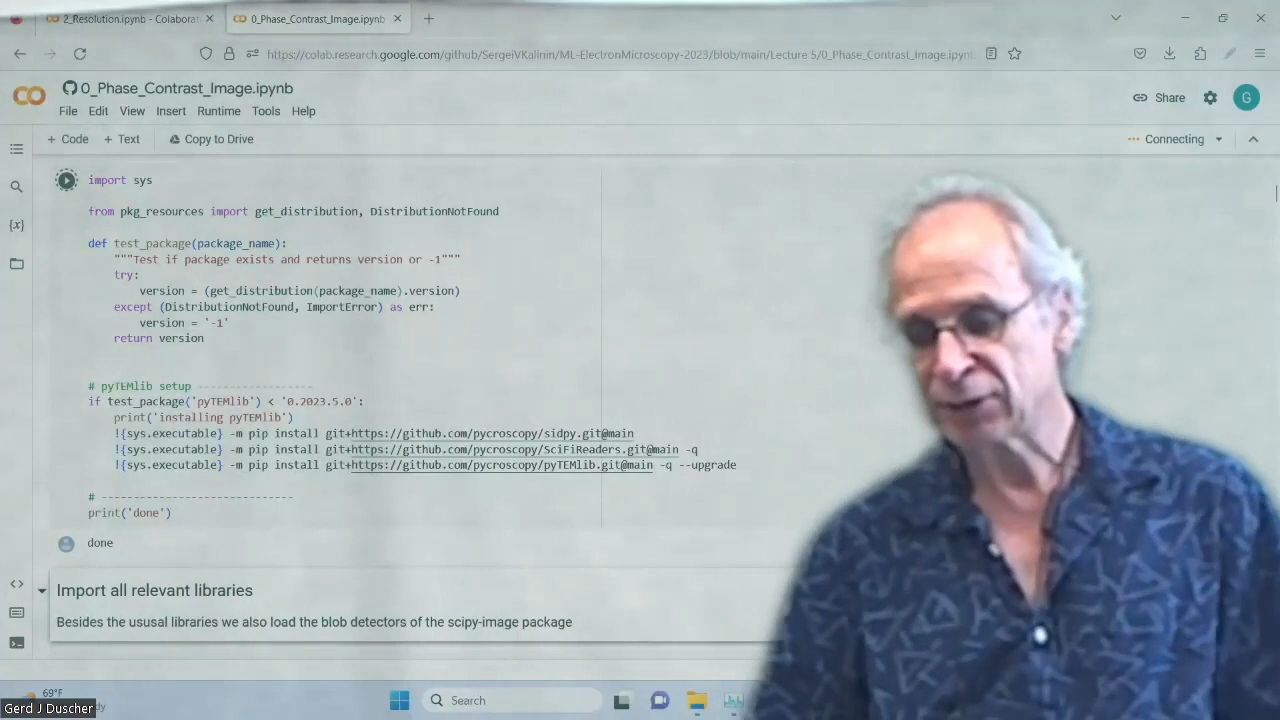 2_Resolution.ipynb - Colaborat
0_Phase_Contrast_Image.ipynb
https://colab.research.google.com/github/SergeiVKalinin/ML-ElectronMicroscopy-2023/blob/main/Lecture 5/0_Phase_Contrast_Image.ipynb
0_Phase_Contrast_Image.ipynb
Share
G
File Edit View Insert Runtime Tools Help
+ Code + Text Copy to Drive
Connecting
import sys
from pkg_resources import get_distribution, DistributionNotFound
def test_package(package_name):
"""Test if package exists and returns version or -1"""
try:
version = (get_distribution(package_name).version)
except (DistributionNotFound, ImportError) as err:
version = '-1'
return version
# pyTEMlib setup ------------------
if test_package('pyTEMlib') < '0.2023.5.0':
print('installing pyTEMlib')
!{sys.executable} -m pip install git+https://github.com/pycroscopy/sidpy.git@main
!{sys.executable} -m pip install git+https://github.com/pycroscopy/SciFiReaders.git@main -q
!{sys.executable} -m pip install git+https://github.com/pycroscopy/pyTEMlib.git@main -q --upgrade
# ------------------------------
print('done')
done
Import all relevant libraries
Besides the ususal libraries we also load the blob detectors of the scipy-image package
69°F
Search
Gerd J Duscher